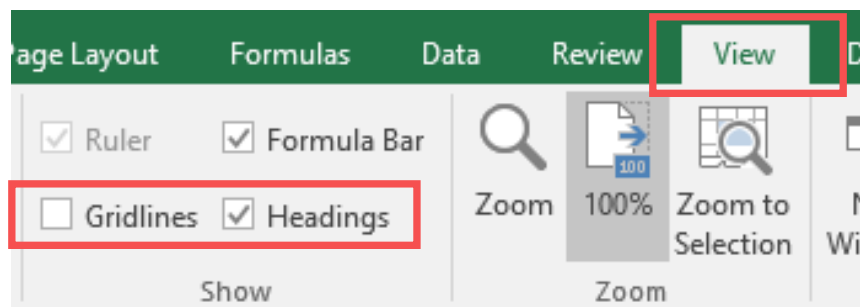 Page Layout Formulas Data Review View
Ruler Formula Bar
Gridlines Headings
Zoom 100% Zoom to Selection
100
Show Zoom